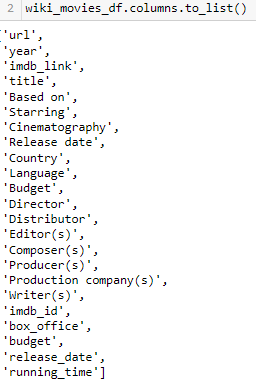 2 wiki_movies_df.columns.to_list()
['url',
'year',
'imdb_link',
'title',
'Based on',
'Starring',
'Cinematography',
'Release date',
'Country',
'Language',
'Budget',
'Director',
'Distributor',
'Editor(s)',
'Composer(s)',
'Producer(s)',
'Production company(s)',
'Writer(s)',
'imdb_id',
'box_office',
'budget',
'release_date',
'running_time']